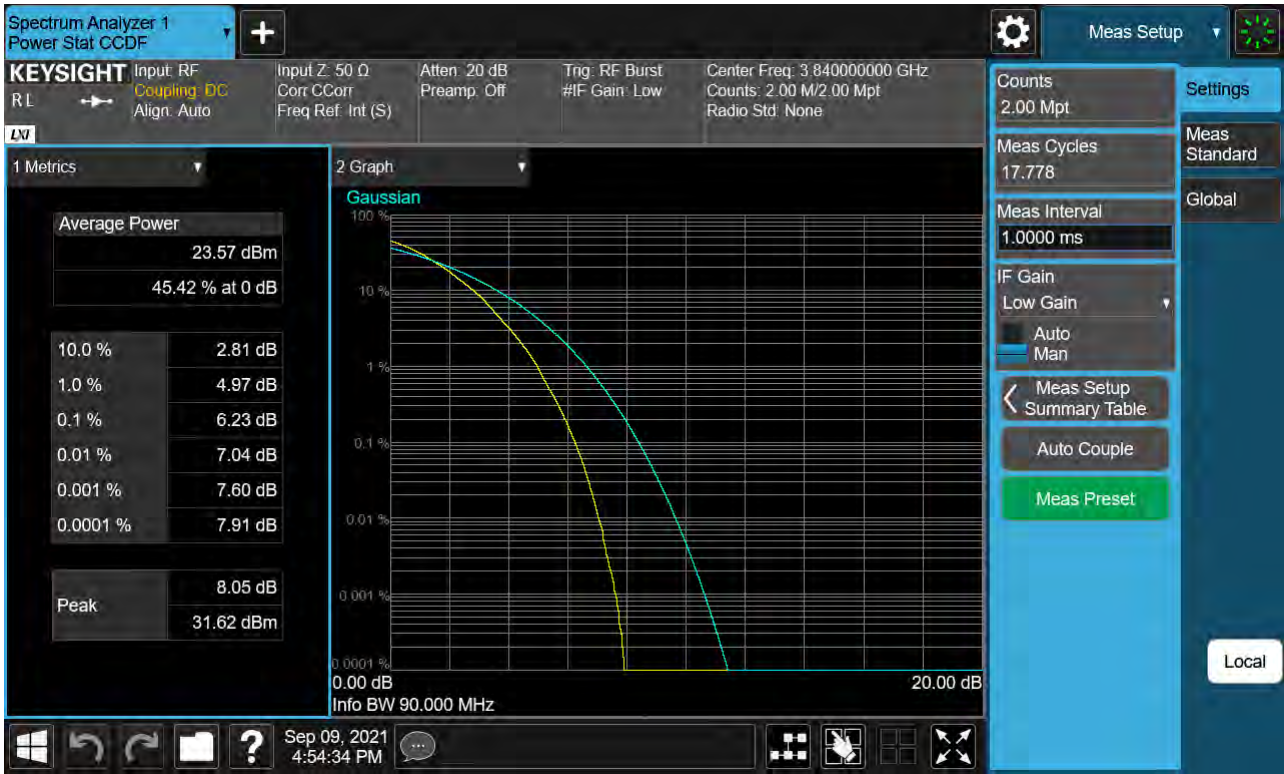 Spectrum Analyzer 1
Power Stat CCDF
+
Meas Setup
KEYSIGHT
RL
LXI
Input: RF
Coupling: DC
Align: Auto
Input Z: 50 Ω
Corr CCorr
Freq Ref: Int (S)
Atten: 20 dB
Preamp: Off
Trig: RF Burst
#IF Gain: Low
Center Freq: 3.840000000 GHz
Counts: 2.00 M/2.00 Mpt
Radio Std: None
1 Metrics
Average Power
23.57 dBm
45.42 % at 0 dB
10.0 % 2.81 dB
1.0 % 4.97 dB
0.1 % 6.23 dB
0.01 % 7.04 dB
0.001 % 7.60 dB
0.0001 % 7.91 dB
Peak
8.05 dB
31.62 dBm
2 Graph
Gaussian
100 %
10 %
1 %
0.1 %
0.01 %
0.001 %
0.0001 %
0.00 dB 20.00 dB
Info BW 90.000 MHz
Counts
2.00 Mpt
Meas Cycles
17.778
Meas Interval
1.0000 ms
IF Gain
Low Gain
Auto
Man
Meas Setup
Summary Table
Auto Couple
Meas Preset
Settings
Meas
Standard
Global
Local
?
Sep 09, 2021
4:54:34 PM